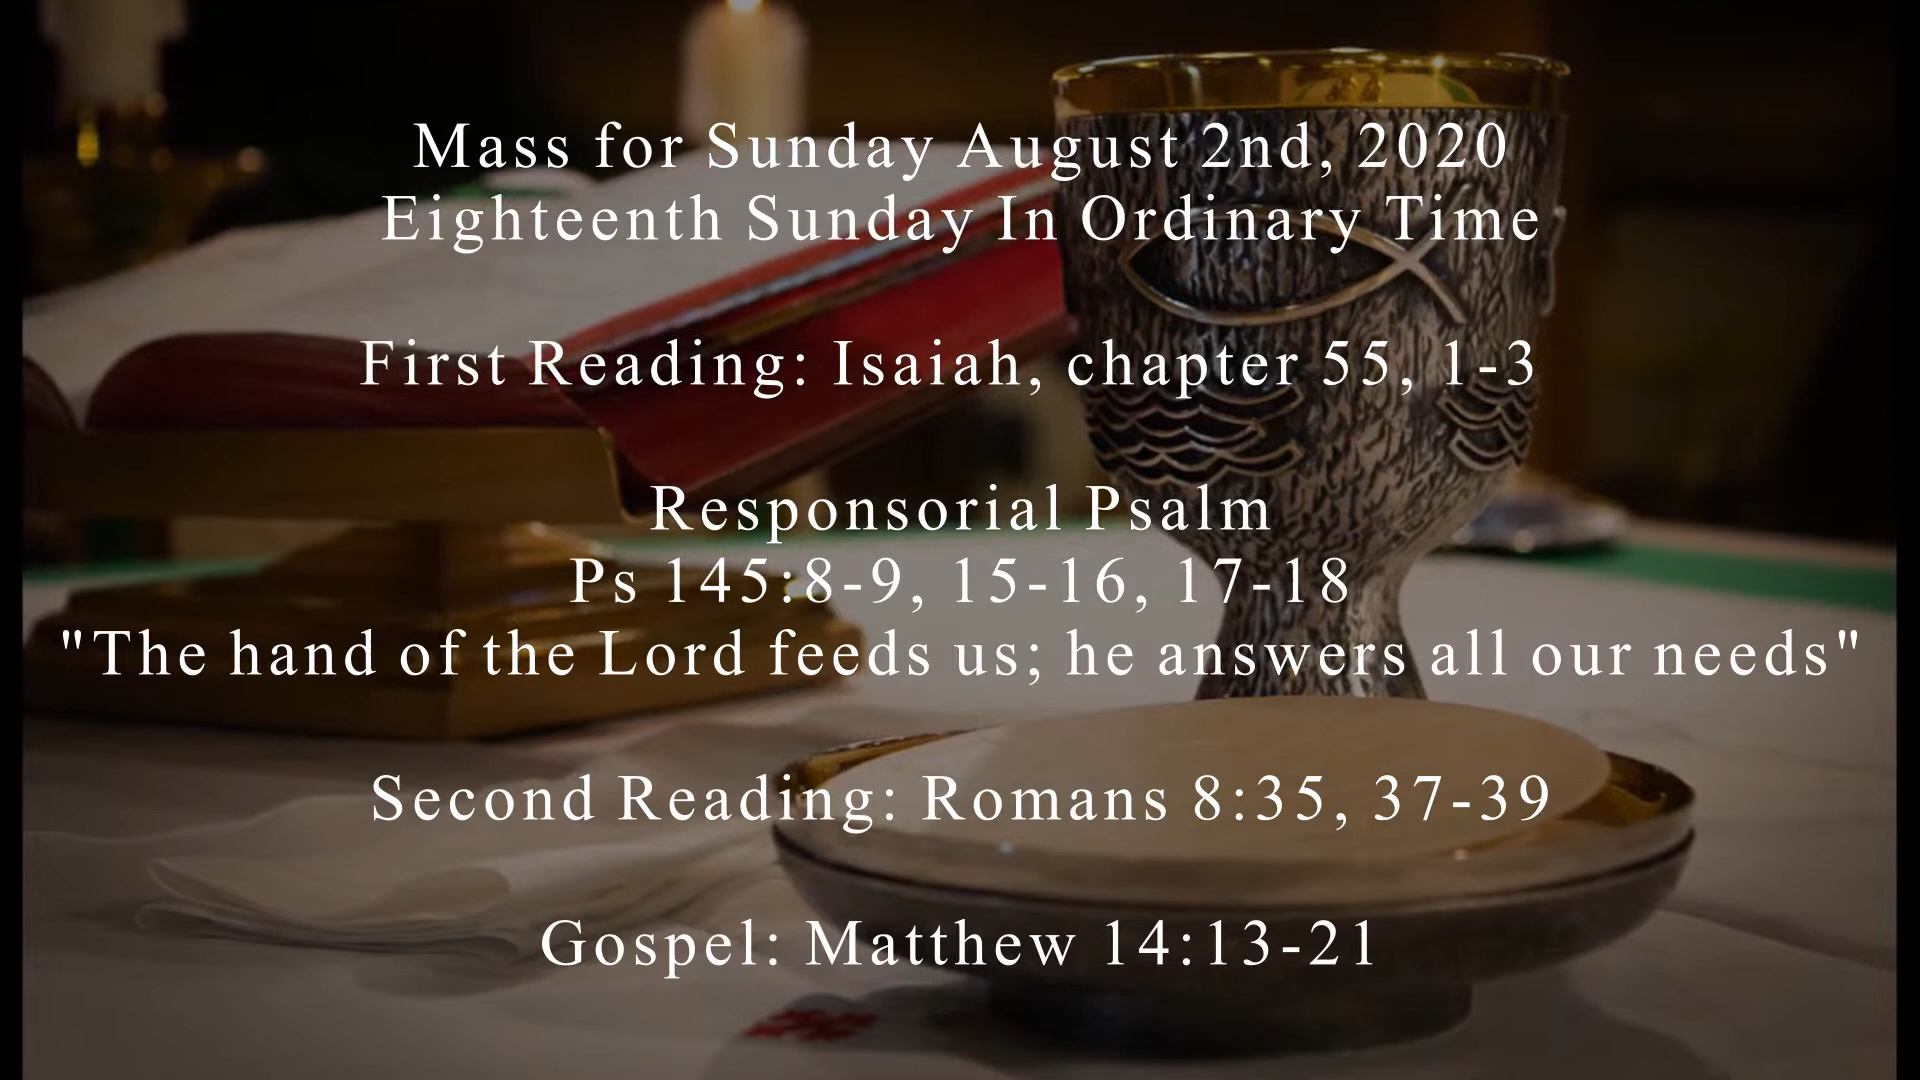 Mass for Sunday August 2nd, 2020
Eighteenth Sunday In Ordinary Time
First Reading: Isaiah, chapter 55, 1-3
Responsorial Psalm
Ps 145:8-9, 15-16, 17-18
"The hand of the Lord feeds us; he answers all our needs"
Second Reading: Romans 8:35, 37-39
Gospel: Matthew 14:13-21